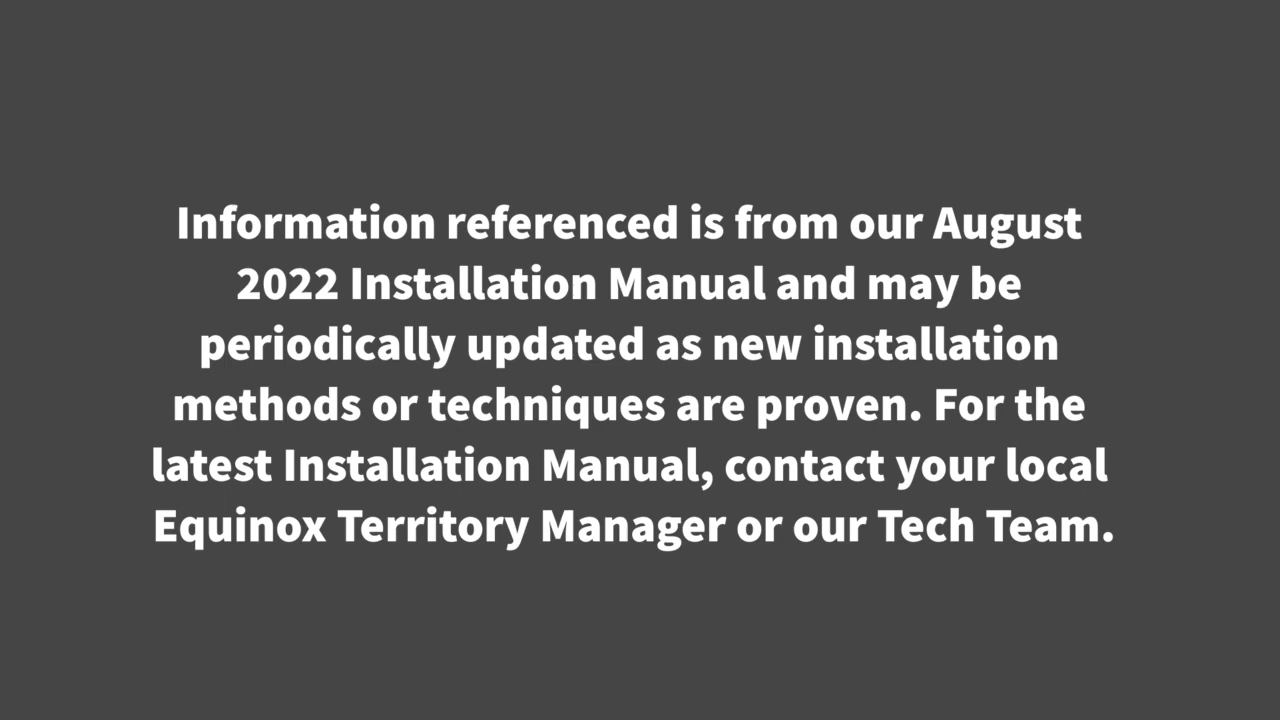 Information referenced is from our August
2022 Installation Manual and may be
periodically updated as new installation
methods or techniques are proven. For the
latest Installation Manual, contact your local
Equinox Territory Manager or our Tech Team.